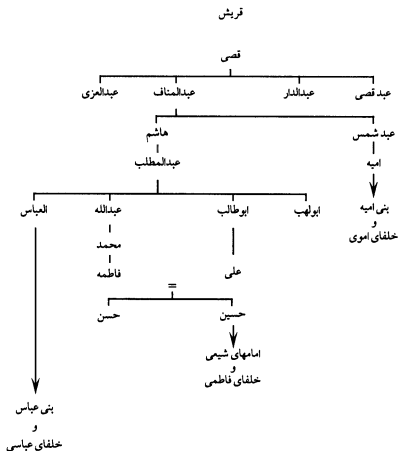 قریش
قصی
عبد قصی عبدالدار عبدالمناف عبدالعزی
عبد شمس هاشم
امیه عبدالمطلب
ابولهب ابوطالب عبدالله العباس
بنی امیه
و
خلفای اموی
محمد
علی فاطمه
=
حسین حسن
امامهای شیعی
و
خلفای فاطمی
بنی عباس
و
خلفای عباسی